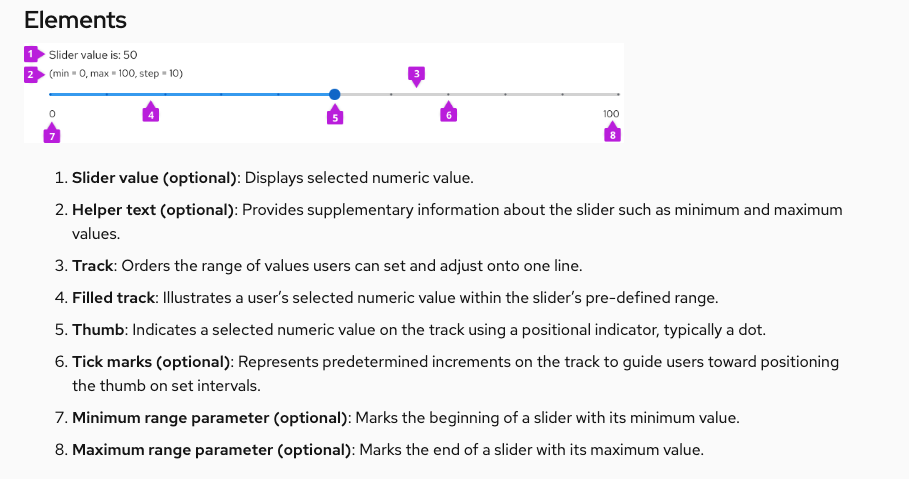 Elements
1 Slider value is: 50
2 (min = 0, max = 100, step = 10)
3
0 100
4 5 6
7 8
1. Slider value (optional): Displays selected numeric value.
2. Helper text (optional): Provides supplementary information about the slider such as minimum and maximum
values.
3. Track: Orders the range of values users can set and adjust onto one line.
4. Filled track: Illustrates a user’s selected numeric value within the slider’s pre-defined range.
5. Thumb: Indicates a selected numeric value on the track using a positional indicator, typically a dot.
6. Tick marks (optional): Represents predetermined increments on the track to guide users toward positioning
the thumb on set intervals.
7. Minimum range parameter (optional): Marks the beginning of a slider with its minimum value.
8. Maximum range parameter (optional): Marks the end of a slider with its maximum value.